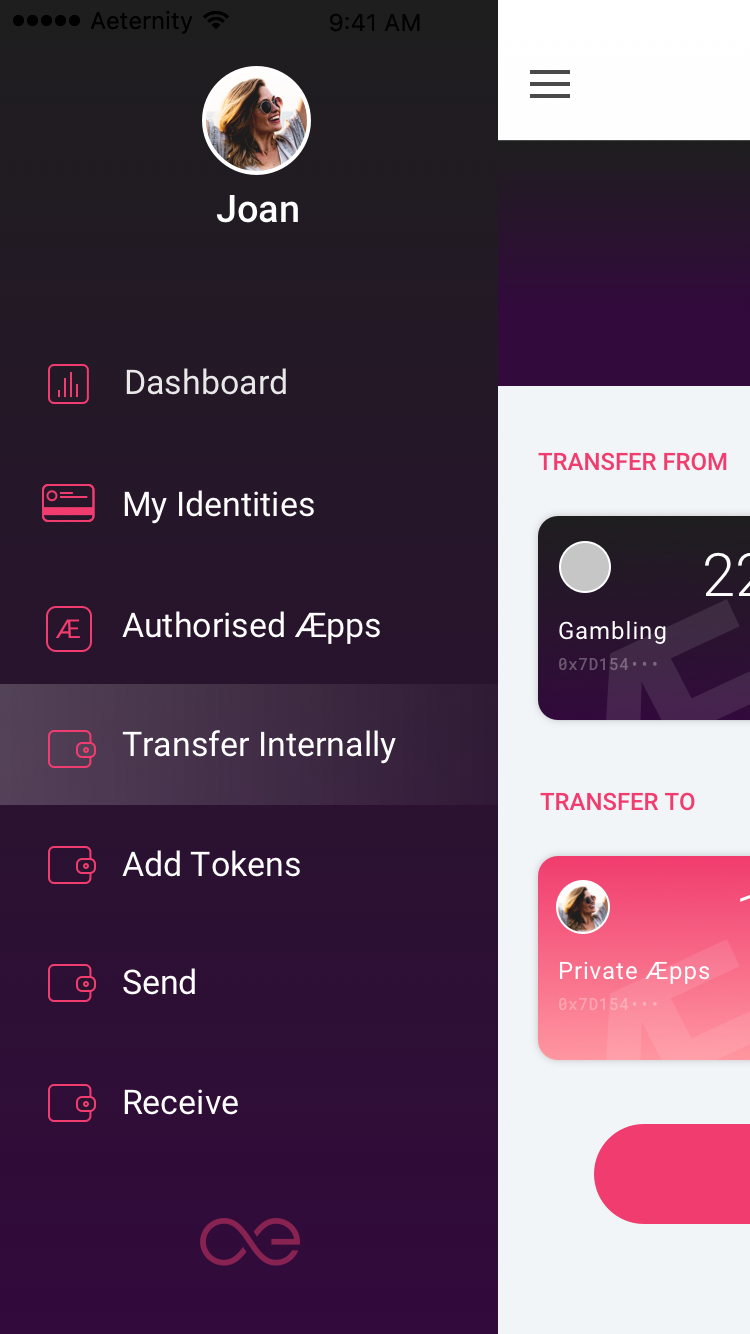 Aeternity
9:41 AM
Joan
Dashboard
My Identities
Æ
Authorised Æpps
Transfer Internally
Add Tokens
Send
Receive
TRANSFER FROM
22
Gambling
0x7D154···
TRANSFER TO
Private Æpps
0x7D154···